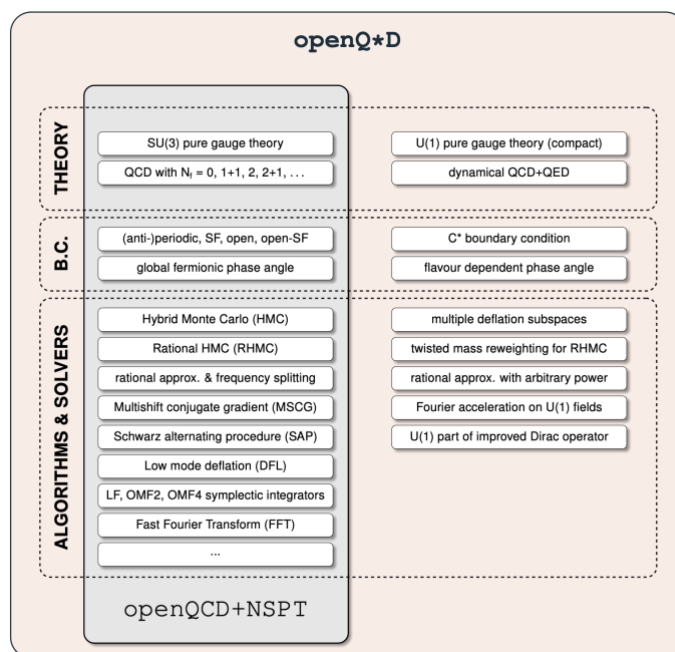 openQ*D
THEORY
SU(3) pure gauge theory
QCD with Nf = 0, 1+1, 2, 2+1, . . .
U(1) pure gauge theory (compact)
dynamical QCD+QED
B.C.
(anti-)periodic, SF, open, open-SF
global fermionic phase angle
C* boundary condition
flavour dependent phase angle
ALGORITHMS & SOLVERS
Hybrid Monte Carlo (HMC)
Rational HMC (RHMC)
rational approx. & frequency splitting
Multishift conjugate gradient (MSCG)
Schwarz alternating procedure (SAP)
Low mode deflation (DFL)
LF, OMF2, OMF4 symplectic integrators
Fast Fourier Transform (FFT)
...
multiple deflation subspaces
twisted mass reweighting for RHMC
rational approx. with arbitrary power
Fourier acceleration on U(1) fields
U(1) part of improved Dirac operator
openQCD+NSPT